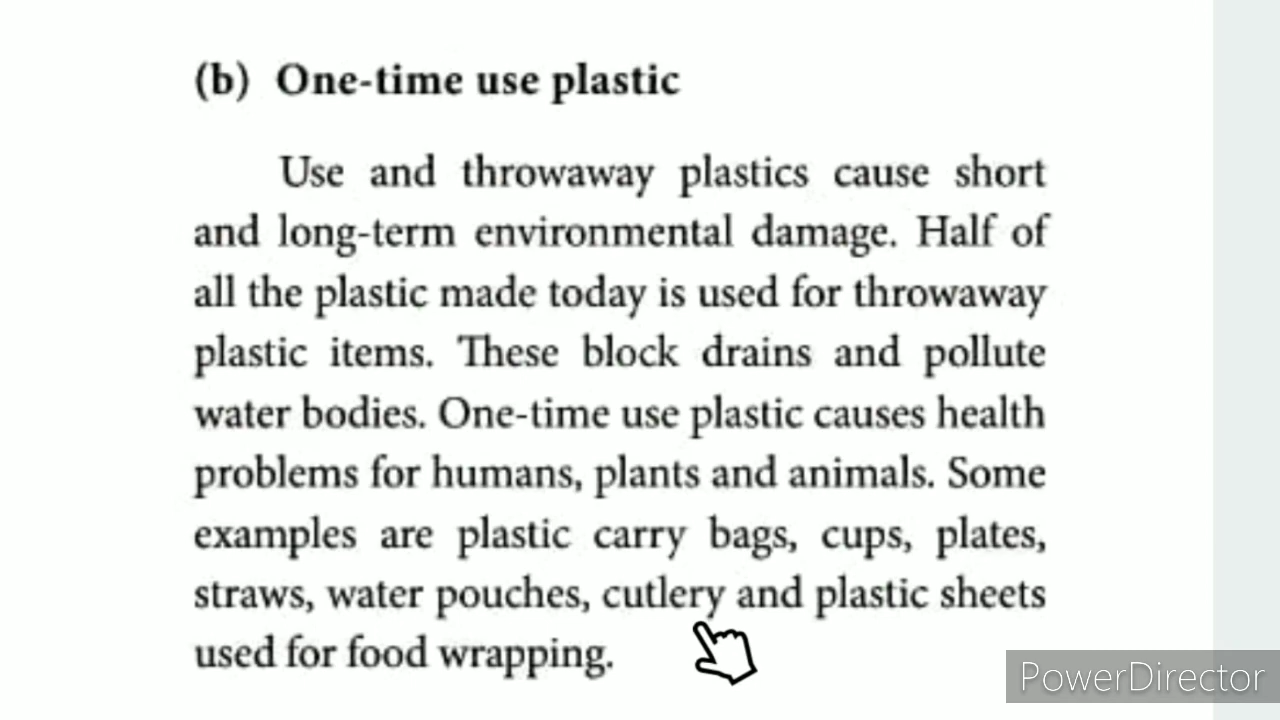 (b) One-time use plastic
Use and throwaway plastics cause short
and long-term environmental damage. Half of
all the plastic made today is used for throwaway
plastic items. These block drains and pollute
water bodies. One-time use plastic causes health
problems for humans, plants and animals. Some
examples are plastic carry bags, cups, plates,
straws, water pouches, cutlery and plastic sheets
used for food wrapping.
PowerDirector